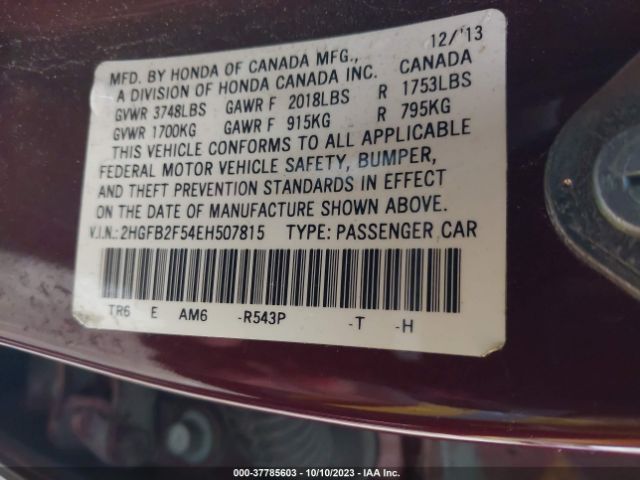 12/'13
MFD. BY HONDA OF CANADA MFG.,
A DIVISION OF HONDA CANADA INC. CANADA
GVWR 3748LBS GAWR F 2018LBS R 1753LBS
GVWR 1700KG GAWR F 915KG R 795KG
THIS VEHICLE CONFORMS TO ALL APPLICABLE
FEDERAL MOTOR VEHICLE SAFETY, BUMPER,
AND THEFT PREVENTION STANDARDS IN EFFECT
ON THE DATE OF MANUFACTURE SHOWN ABOVE.
V.I.N.: 2HGFB2F54EH507815 TYPE: PASSENGER CAR
TR6 E AM6 -R543P -T -H
000-37785603 - 10/10/2023 - IAA Inc.